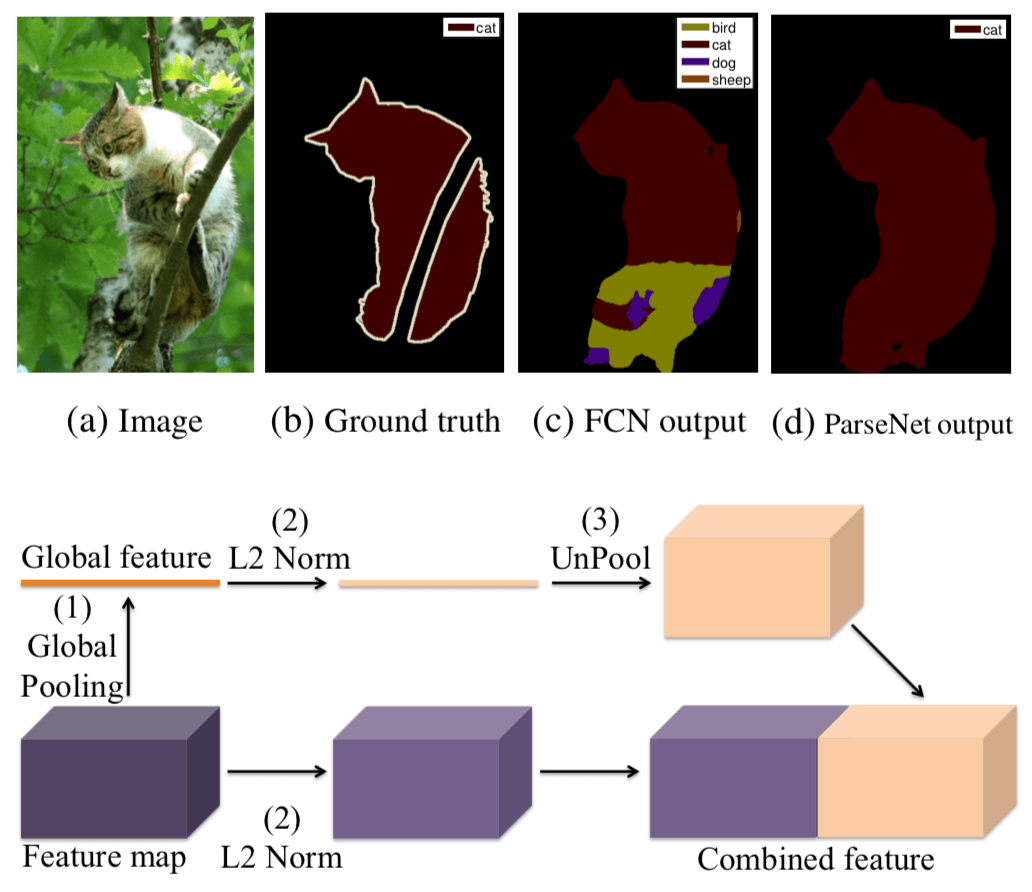 cat
bird
cat
dog
sheep
cat
(a) Image
(b) Ground truth
(c) FCN output
(d) ParseNet output
(2)
(3)
Global feature
L2 Norm
UnPool
(1)
Global
Pooling
(2)
Feature map
L2 Norm
Combined feature